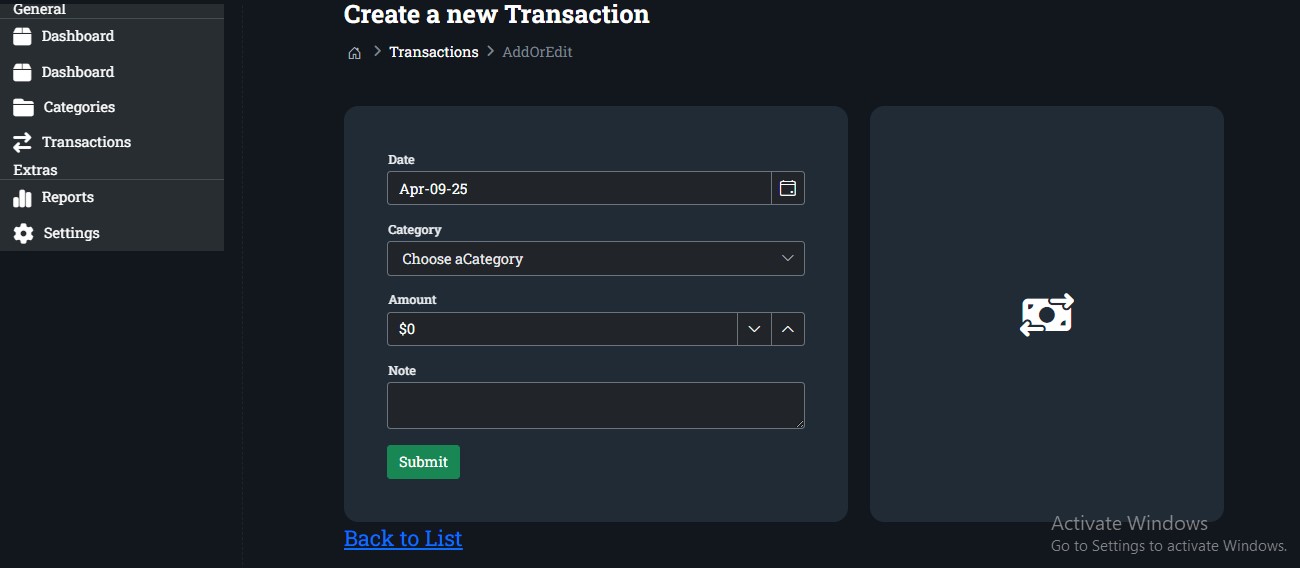 General
Dashboard
Dashboard
Categories
Transactions
Extras
Reports
Settings
Create a new Transaction
Transactions AddOrEdit
Date
Apr-09-25
Category
Choose aCategory
Amount
$0
Note
Submit
Back to List
Activate Windows
Go to Settings to activate Windows.